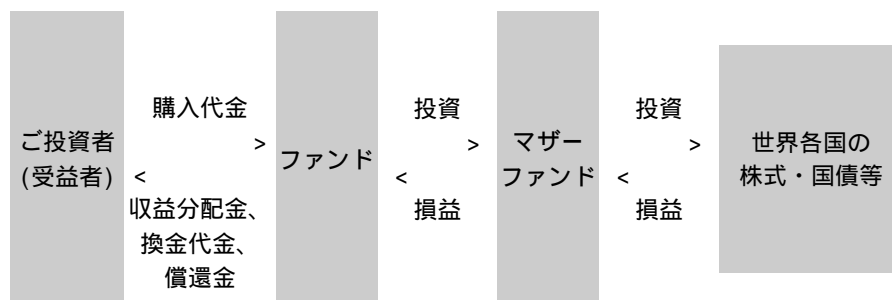 ご投資者
(受益者)
購入代金
>
<
収益分配金、
換金代金、
償還金
ファンド
投資
>
<
損益
マザー
ファンド
投資
>
<
損益
世界各国の
株式・国債等